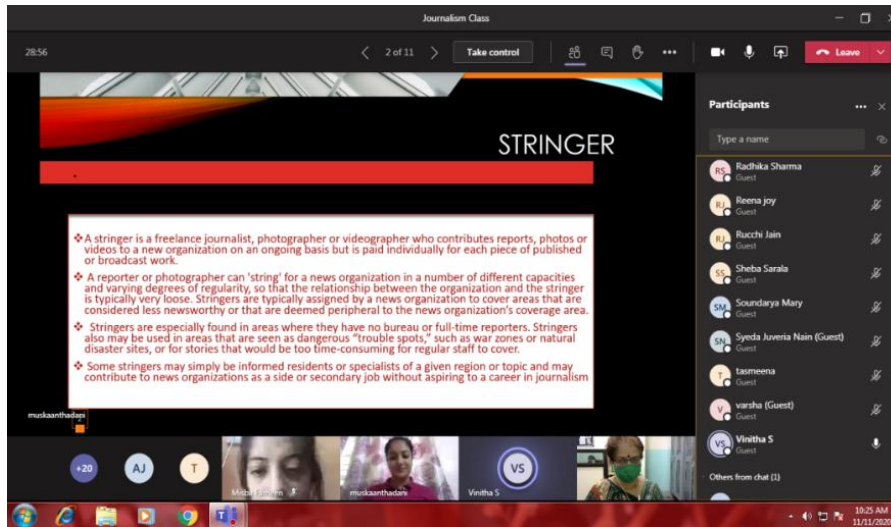 Journalism Class
28:56
2 of 11
Take control
Leave
Participants
Type a name
STRINGER
❖A stringer is a freelance journalist, photographer or videographer who contributes reports, photos or
videos to a new organization on an ongoing basis but is paid individually for each piece of published
or broadcast work.
❖ A reporter or photographer can 'string' for a news organization in a number of different capacities
and varying degrees of regularity, so that the relationship between the organization and the stringer
is typically very loose. Stringers are typically assigned by a news organization to cover areas that are
considered less newsworthy or that are deemed peripheral to the news organization's coverage area.
❖ Stringers are especially found in areas where they have no bureau or full-time reporters. Stringers
also may be used in areas that are seen as dangerous "trouble spots," such as war zones or natural
disaster sites, or for stories that would be too time-consuming for regular staff to cover.
❖ Some stringers may simply be informed residents or specialists of a given region or topic and may
contribute to news organizations as a side or secondary job without aspiring to a career in journalism
muskaanthadani
RS Radhika Sharma
Guest
RJ Reena joy
Guest
RJ Rucchi Jain
Guest
SS Sheba Sarala
Guest
SM Soundarya Mary
Guest
SN Syeda Juveria Nain (Guest)
Guest
T tasmeena
Guest
V varsha (Guest)
Guest
VS Vinitha S
Guest
Others from chat (1)
+20
AJ
T
VS
muskaanthadani
Vinitha S
10:25 AM